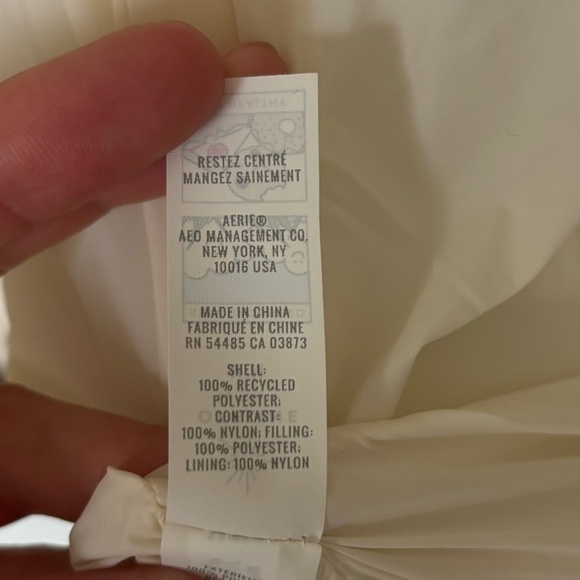 HEALTHY
RESTEZ CENTRÉ
MANGEZ SAINEMENT
AERIE®
AEO MANAGEMENT CO.
NEW YORK, NY
10016 USA
MADE IN CHINA
FABRIQUÉ EN CHINE
RN 54485 CA 03873
SHELL:
100% RECYCLED
POLYESTER;
CONTRAST:
100% NYLON; FILLING:
100% POLYESTER;
LINING: 100% NYLON